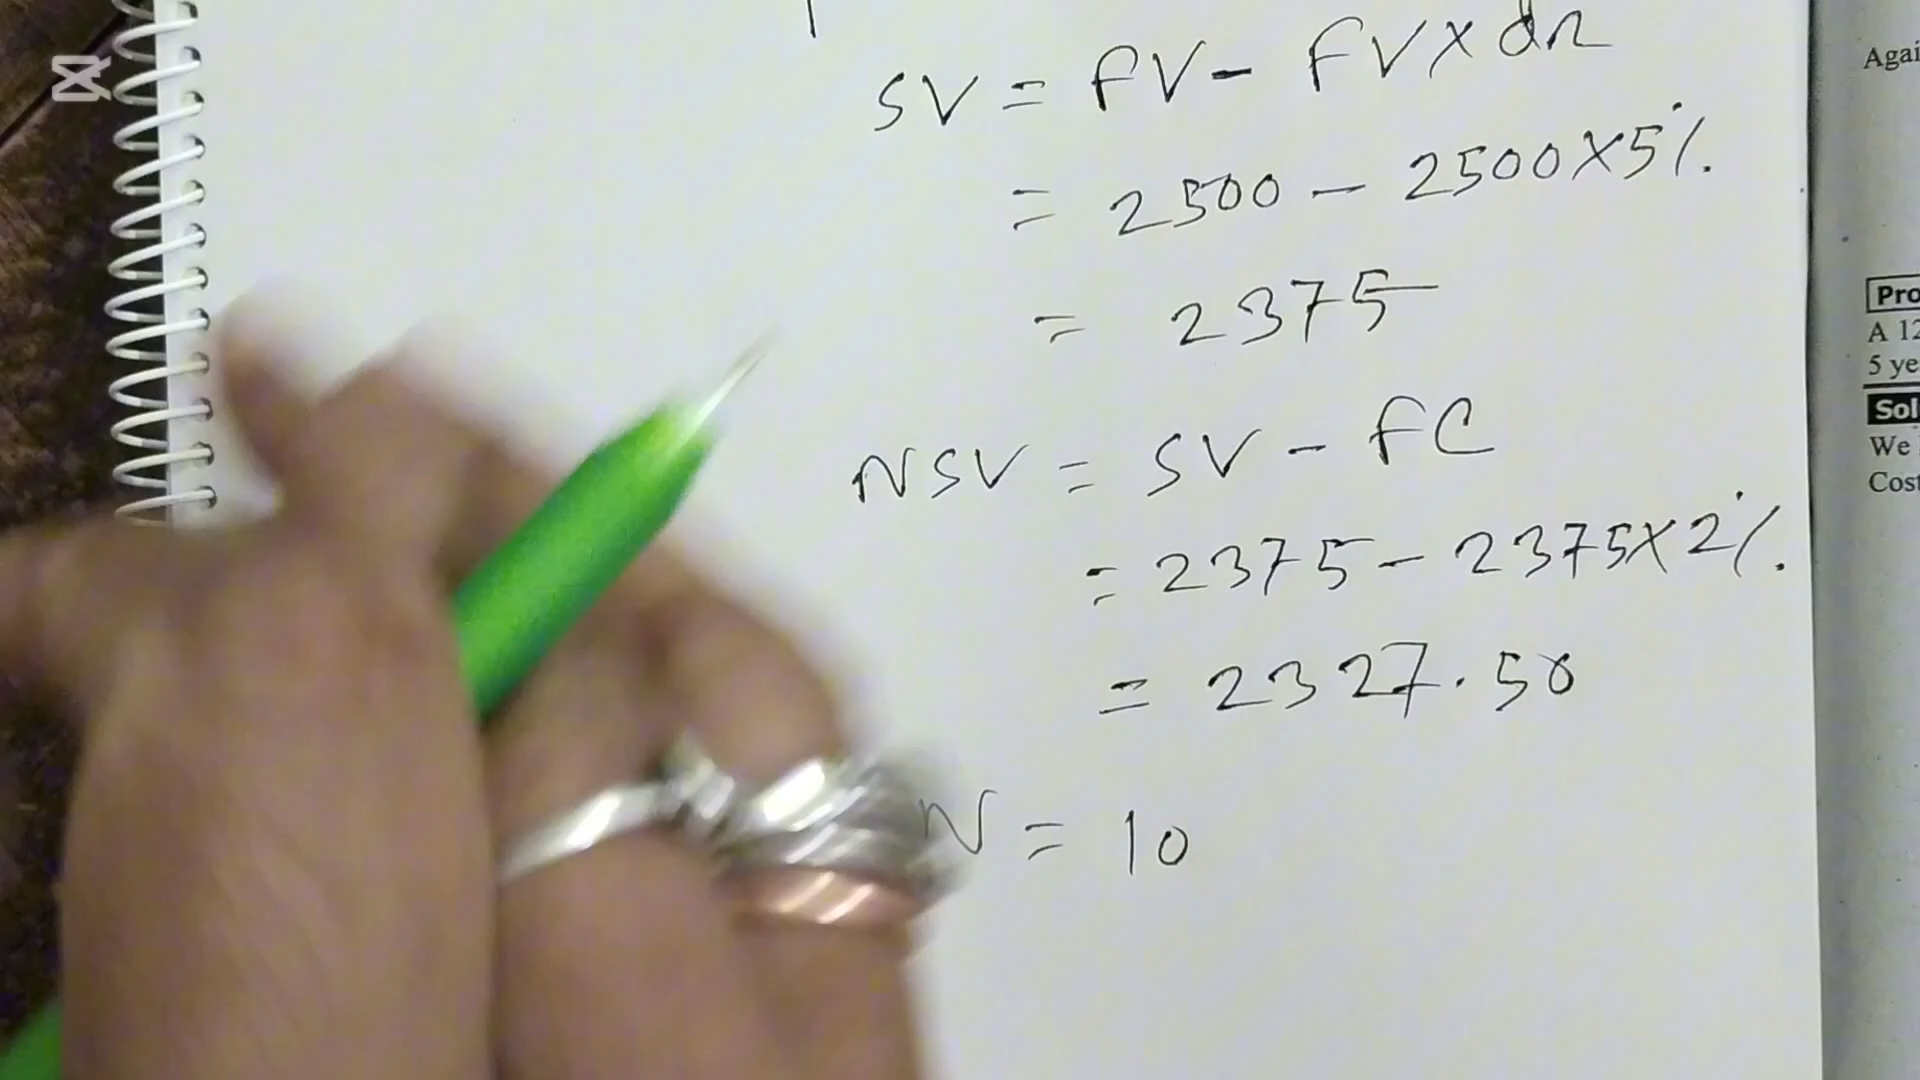 SV = FV - FV X dr
= 2500 - 2500 X 5%.
= 2375
NSV = SV - FC
= 2375 - 2375 X 2%.
= 2327.50
N = 10
Agai
Pro
A 12
5 ye
Sol
We
Cost